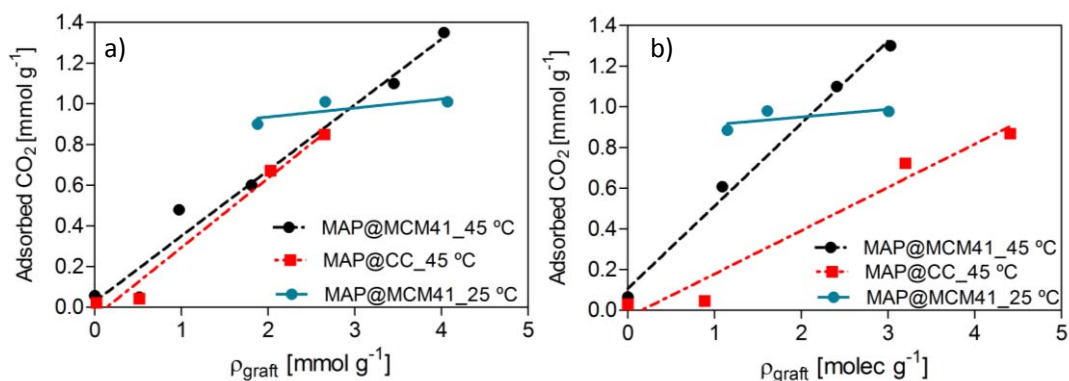 a)
Adsorbed CO₂ [mmol g⁻¹]
1.4
1.2
1.0
0.8
0.6
0.4
0.2
0.0
MAP@MCM41_45 ºC
MAP@CC_45 ºC
MAP@MCM41_25 ºC
0 1 2 3 4 5
ρgraft [mmol g⁻¹]
b)
Adsorbed CO₂ [mmol g⁻¹]
1.4
1.2
1.0
0.8
0.6
0.4
0.2
0.0
MAP@MCM41_45 ºC
MAP@CC_45 ºC
MAP@MCM41_25 ºC
0 1 2 3 4 5
ρgraft [molec g⁻¹]